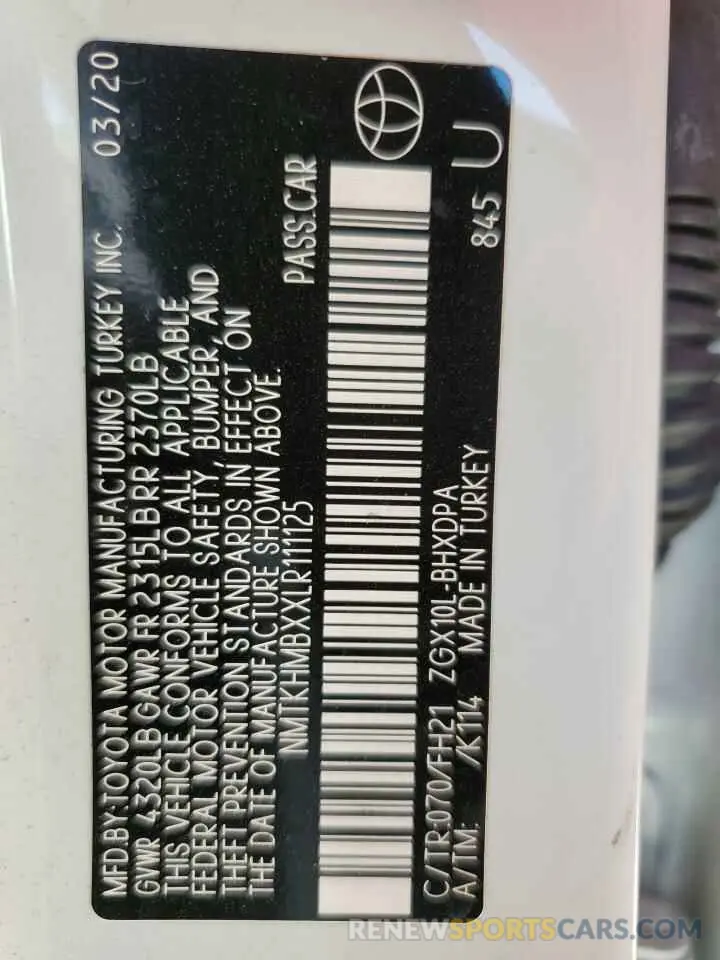 MFD.BY:TOYOTA MOTOR MANUFACTURING TURKEY INC. 03/20
GVWR 4320LB GAWR FR 2315LB RR 2370LB
THIS VEHICLE CONFORMS TO ALL APPLICABLE
FEDERAL MOTOR VEHICLE SAFETY, BUMPER, AND
THEFT PREVENTION STANDARDS IN EFFECT ON
THE DATE OF MANUFACTURE SHOWN ABOVE.
NMTKHMBXXLR111125 PASS.CAR
C/TR:070/FH21 ZGX10L-BHXDPA 845 U
A/TM: /K114 MADE IN TURKEY
RENEWSPORTSCARS.COM